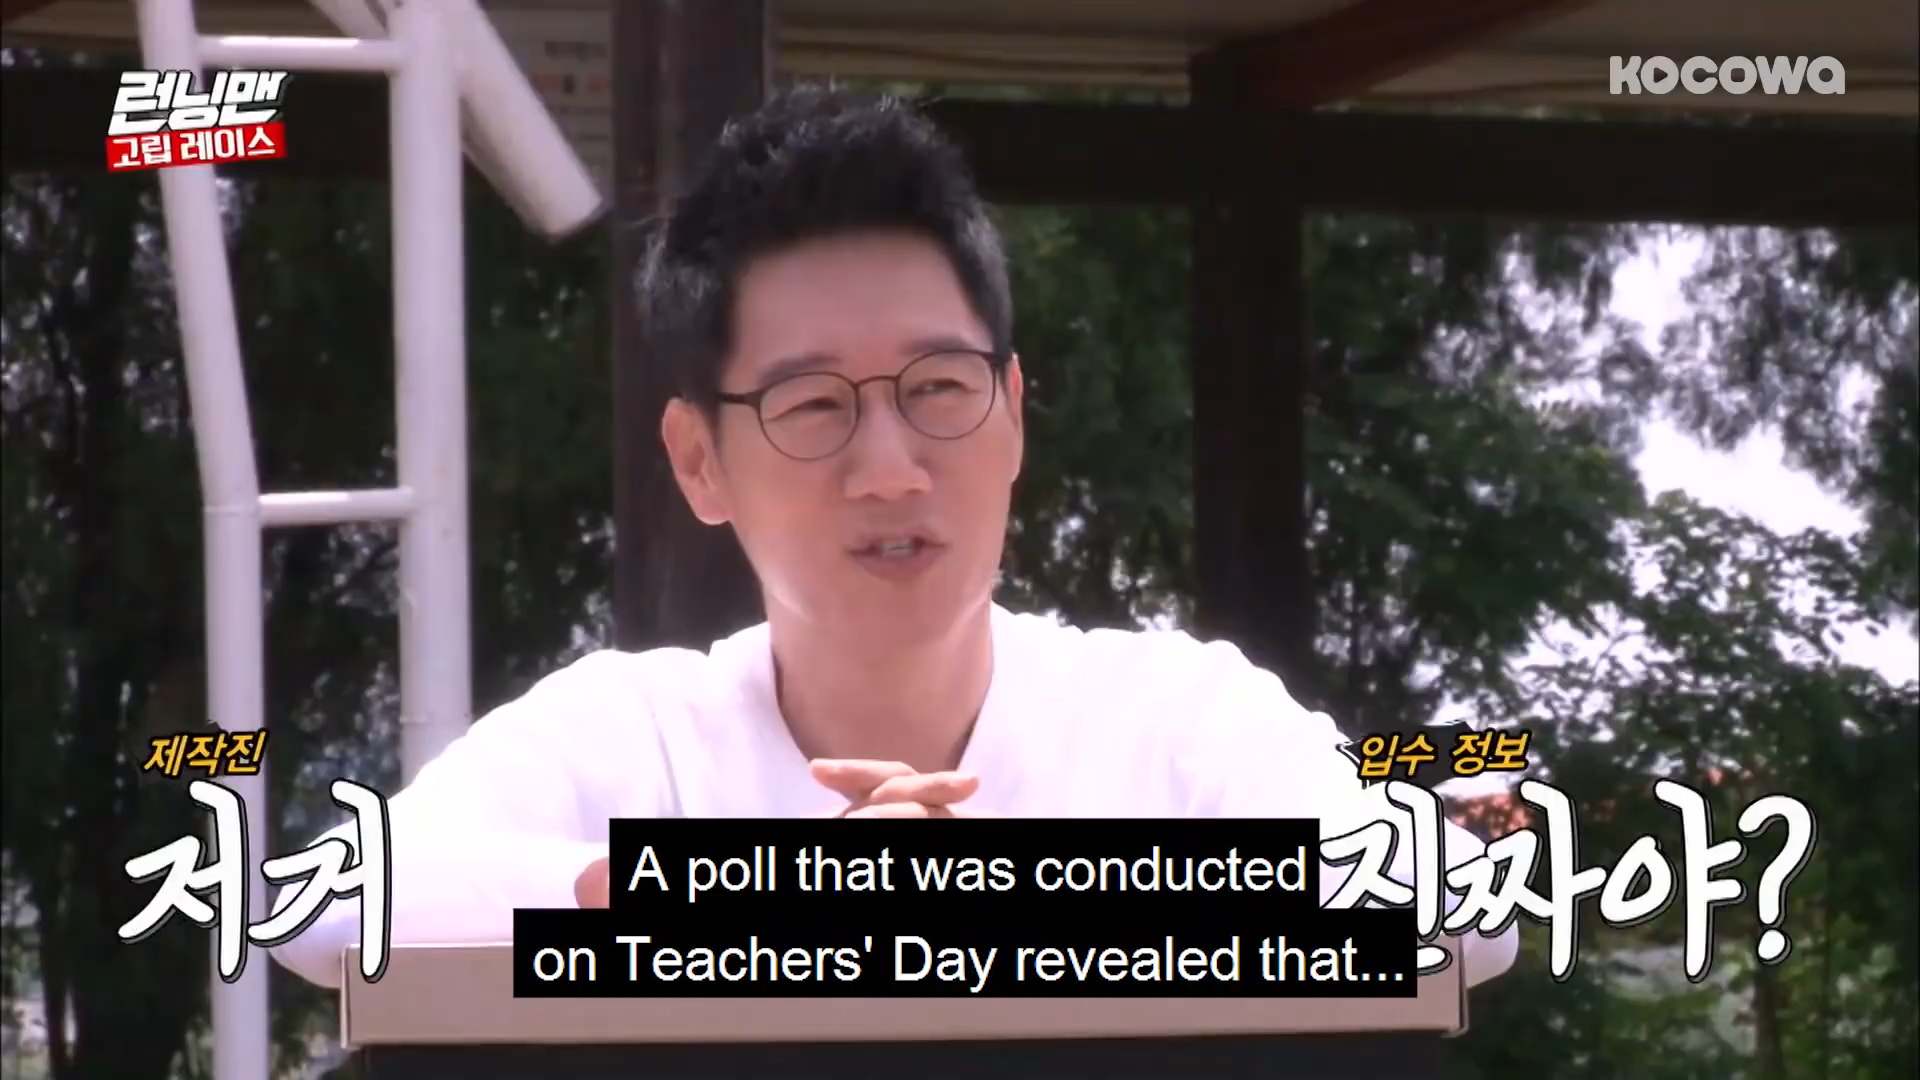 런닝맨
고립 레이스
KOCOWA
제작진
입수 정보
저거
진짜야?
A poll that was conducted
on Teachers' Day revealed that...